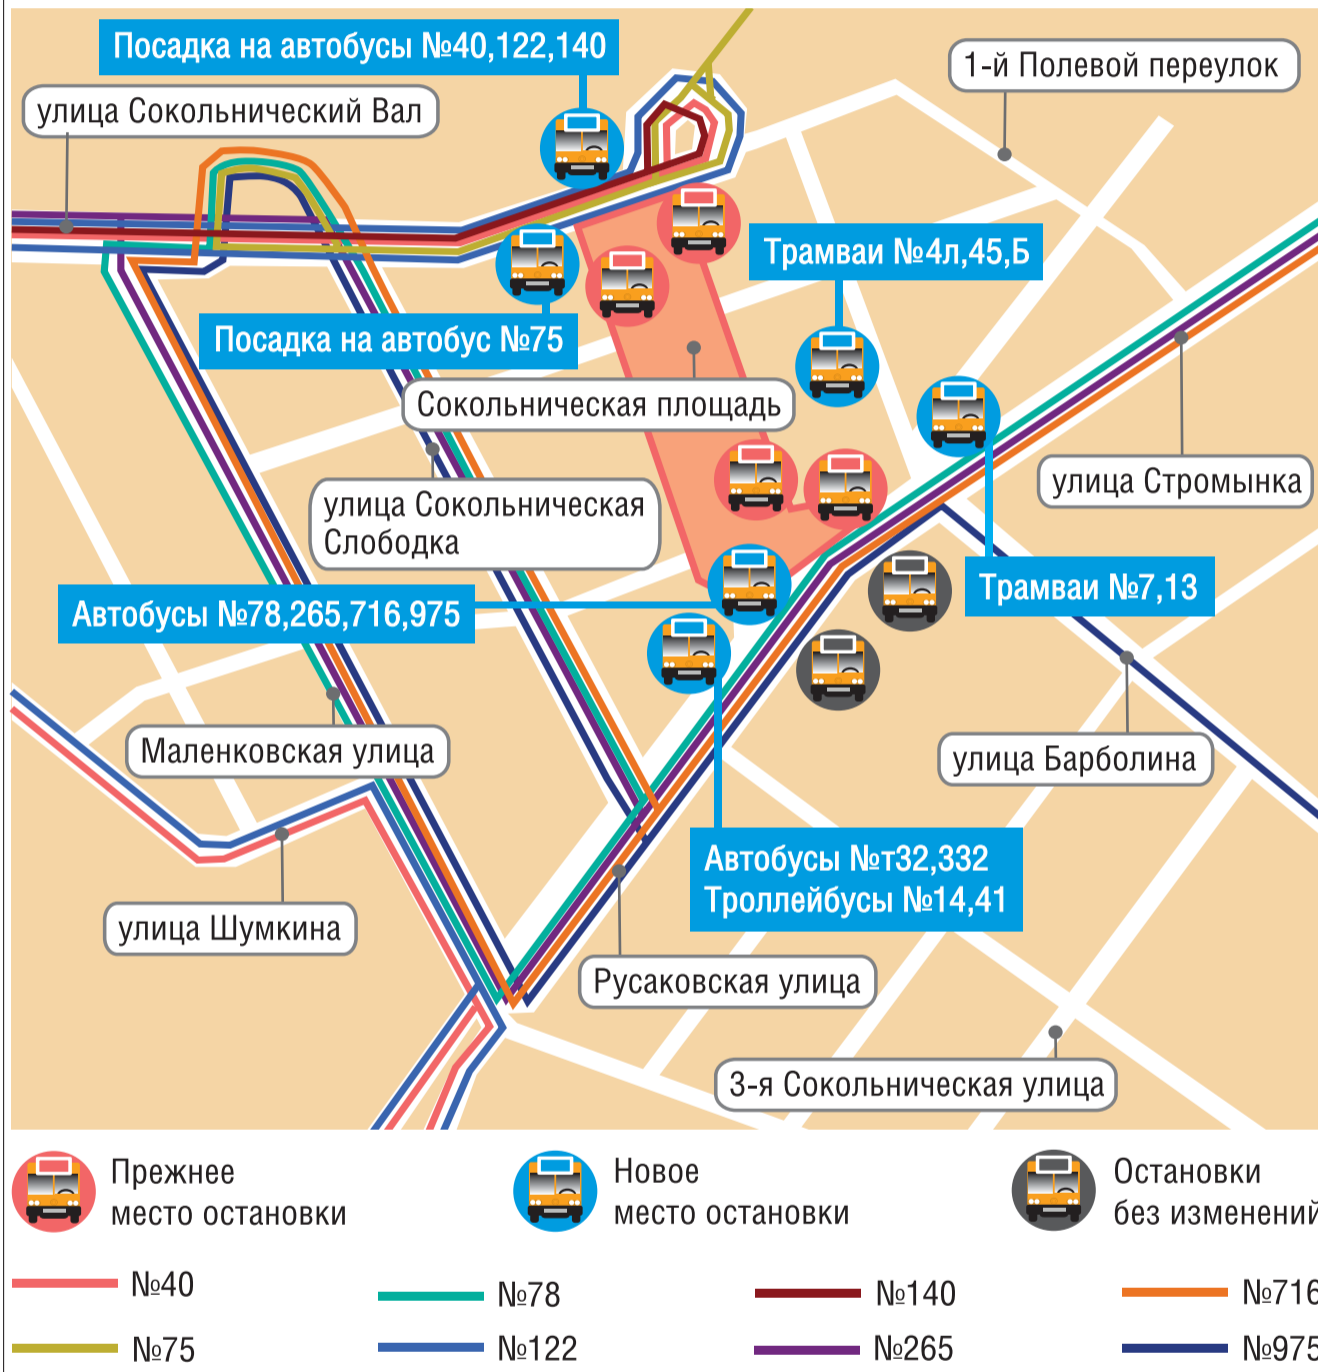 Посадка на автобусы №40,122,140
1-й Полевой переулок
улица Сокольнический Вал
Трамваи №4л,45,Б
Посадка на автобус №75
Сокольническая площадь
улица Стромынка
улица Сокольническая
Слободка
Трамваи №7,13
Автобусы №78,265,716,975
Маленковская улица
улица Барболина
Автобусы №т32,332
Троллейбусы №14,41
улица Шумкина
Русаковская улица
3-я Сокольническая улица
Прежнее
место остановки
Новое
место остановки
Остановки
без изменений
№40
№78
№140
№716
№75
№122
№265
№975